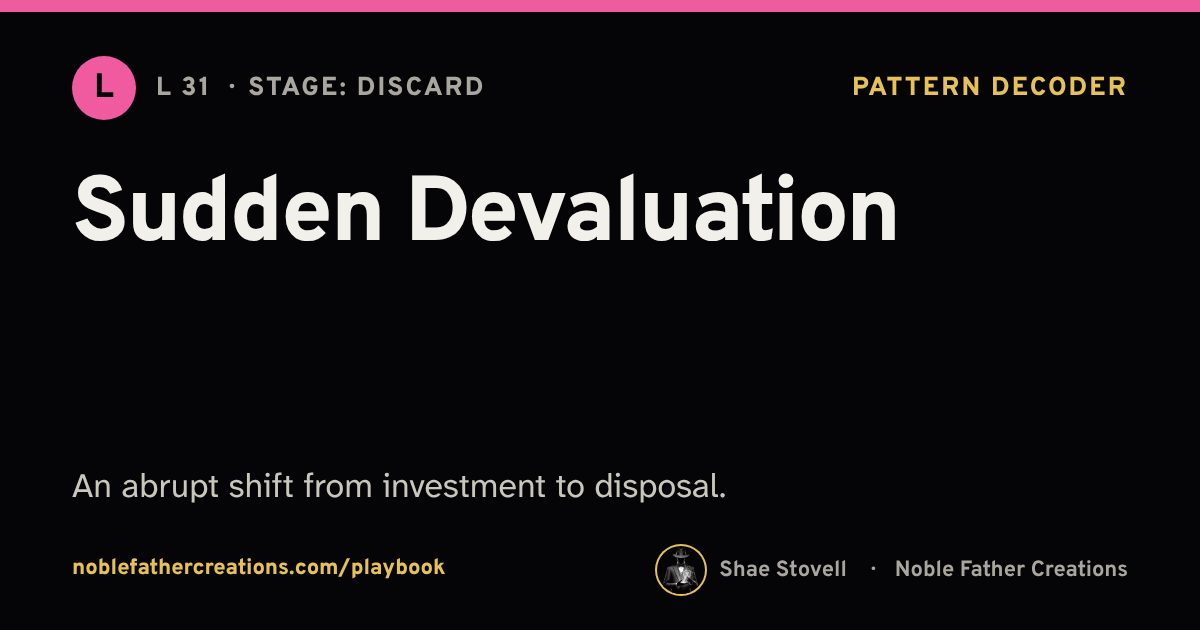 L L 31 · STAGE: DISCARD PATTERN DECODER
Sudden Devaluation
An abrupt shift from investment to disposal.
noblefathercreations.com/playbook Shae Stovell · Noble Father Creations